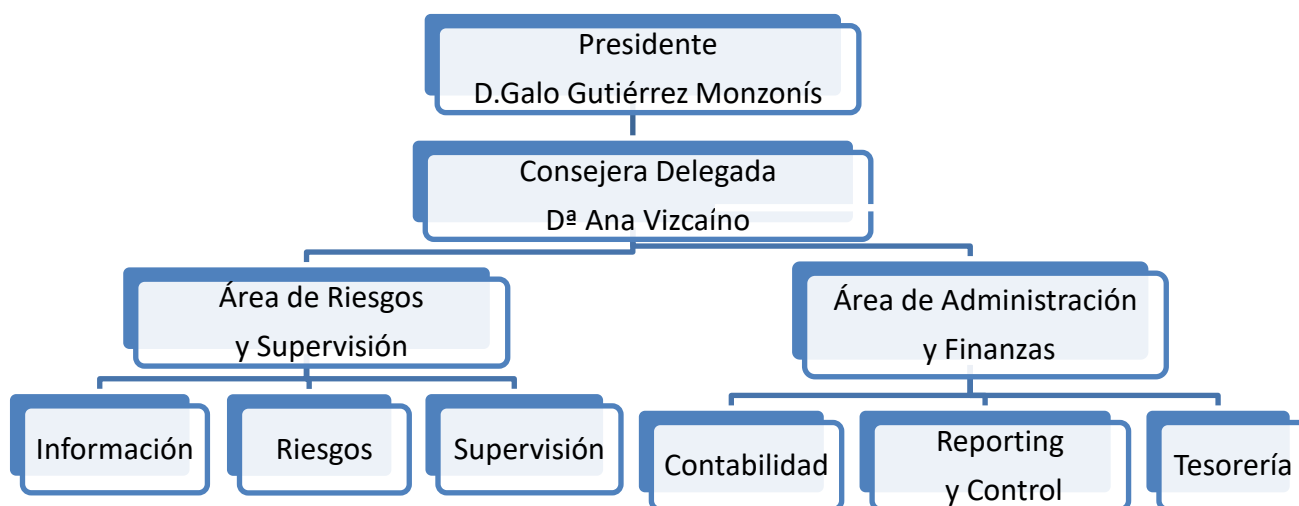 Presidente
D.Galo Gutiérrez Monzonís
Consejera Delegada
Dª Ana Vizcaíno
Área de Riesgos
y Supervisión
Área de Administración
y Finanzas
Información
Riesgos
Supervisión
Contabilidad
Reporting
y Control
Tesorería